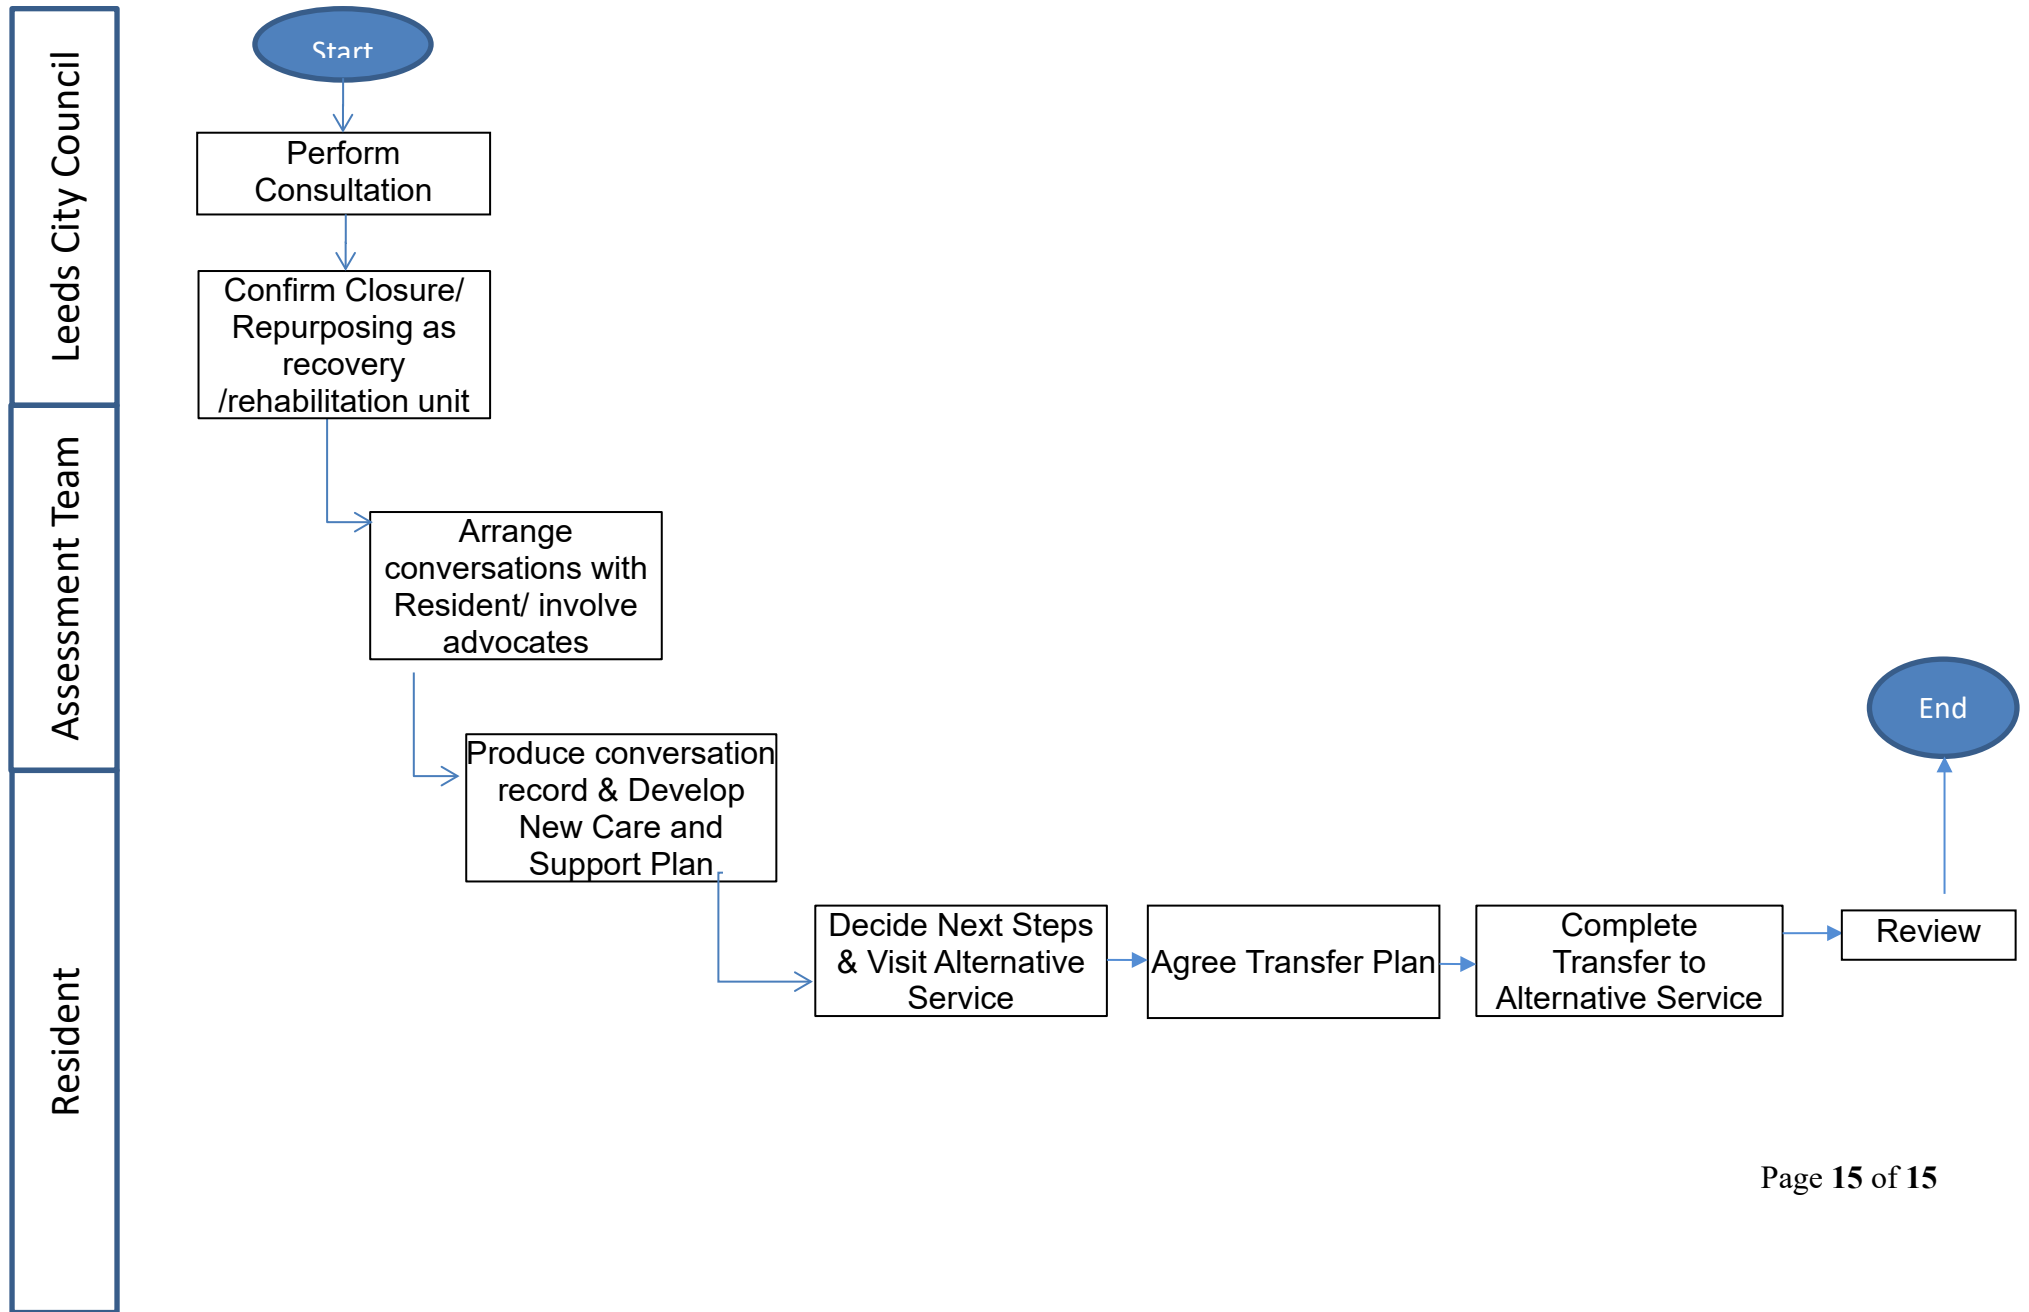 Leeds City Council
Start
Perform
Consultation
Confirm Closure/
Repurposing as
recovery
/rehabilitation unit
Assessment Team
Arrange
conversations with
Resident/ involve
advocates
Produce conversation
record & Develop
New Care and
Support Plan
Resident
Decide Next Steps
& Visit Alternative
Service
Agree Transfer Plan
Complete
Transfer to
Alternative Service
Review
End
Page 15 of 15